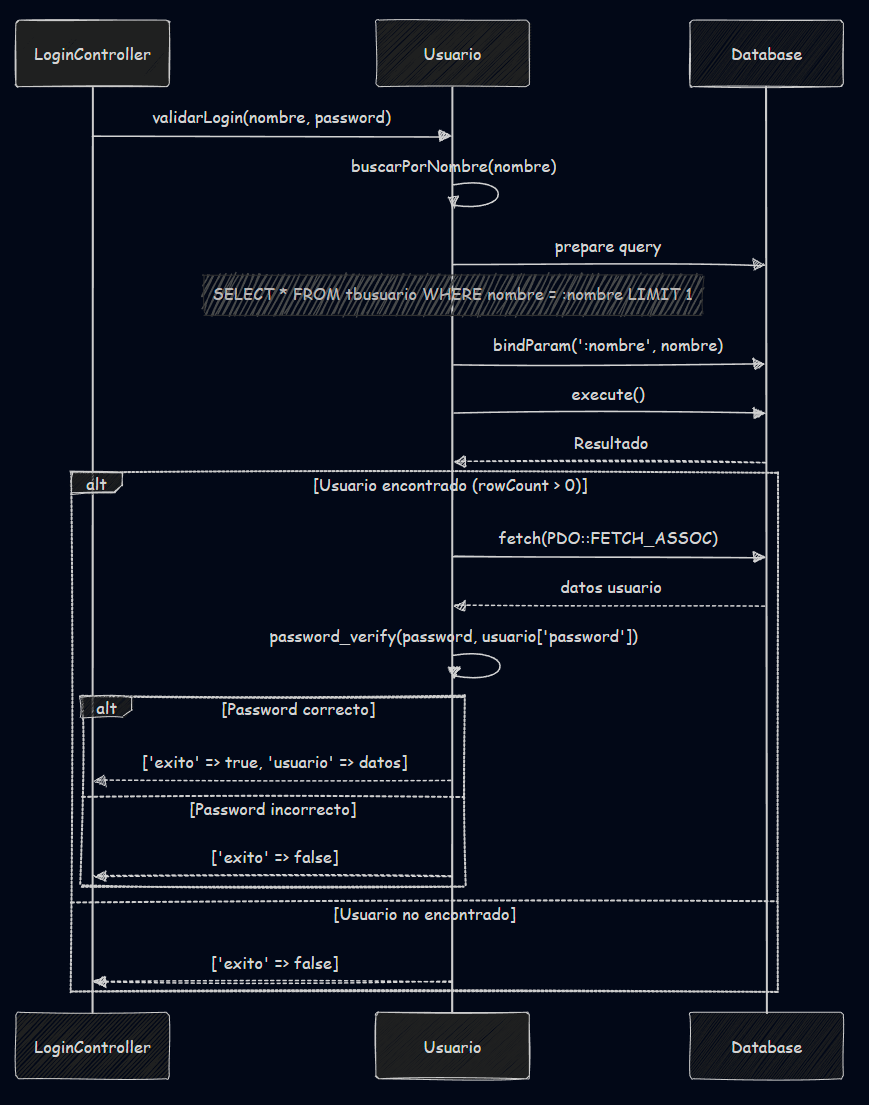 LoginController
Usuario
Database
validarLogin(nombre, password)
buscarPorNombre(nombre)
prepare query
SELECT * FROM tbusuario WHERE nombre = :nombre LIMIT 1
bindParam(':nombre', nombre)
execute()
Resultado
alt
[Usuario encontrado (rowCount > 0)]
fetch(PDO::FETCH_ASSOC)
datos usuario
password_verify(password, usuario['password'])
alt
[Password correcto]
['exito' => true, 'usuario' => datos]
[Password incorrecto]
['exito' => false]
[Usuario no encontrado]
['exito' => false]
LoginController
Usuario
Database